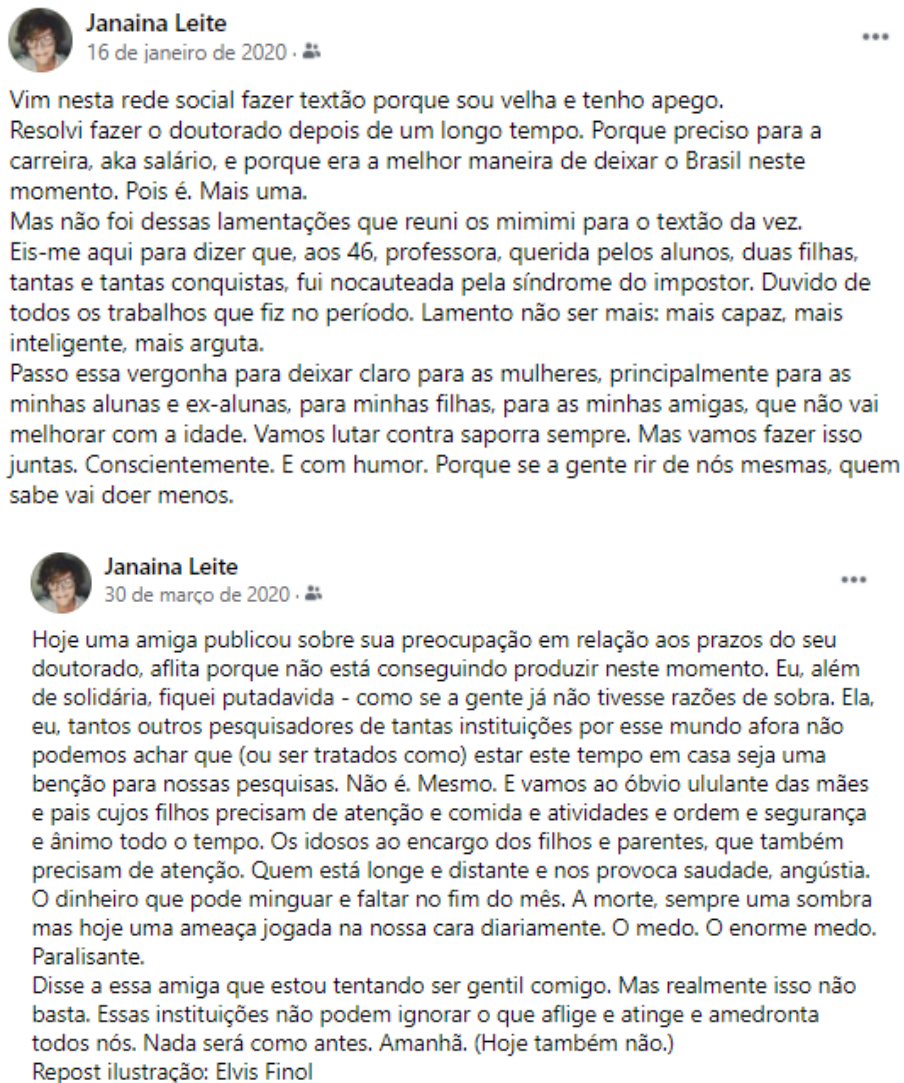 Janaina Leite
16 de janeiro de 2020 ·
Vim nesta rede social fazer textão porque sou velha e tenho apego.
Resolvi fazer o doutorado depois de um longo tempo. Porque preciso para a
carreira, aka salário, e porque era a melhor maneira de deixar o Brasil neste
momento. Pois é. Mais uma.
Mas não foi dessas lamentações que reuni os mimimi para o textão da vez.
Eis-me aqui para dizer que, aos 46, professora, querida pelos alunos, duas filhas,
tantas e tantas conquistas, fui nocauteada pela síndrome do impostor. Duvido de
todos os trabalhos que fiz no período. Lamento não ser mais: mais capaz, mais
inteligente, mais arguta.
Passo essa vergonha para deixar claro para as mulheres, principalmente para as
minhas alunas e ex-alunas, para minhas filhas, para as minhas amigas, que não vai
melhorar com a idade. Vamos lutar contra saporra sempre. Mas vamos fazer isso
juntas. Conscientemente. E com humor. Porque se a gente rir de nós mesmas, quem
sabe vai doer menos.
Janaina Leite
30 de março de 2020 ·
Hoje uma amiga publicou sobre sua preocupação em relação aos prazos do seu
doutorado, aflita porque não está conseguindo produzir neste momento. Eu, além
de solidária, fiquei putadavida - como se a gente já não tivesse razões de sobra. Ela,
eu, tantos outros pesquisadores de tantas instituições por esse mundo afora não
podemos achar que (ou ser tratados como) estar este tempo em casa seja uma
benção para nossas pesquisas. Não é. Mesmo. E vamos ao óbvio ululante das mães
e pais cujos filhos precisam de atenção e comida e atividades e ordem e segurança
e ânimo todo o tempo. Os idosos ao encargo dos filhos e parentes, que também
precisam de atenção. Quem está longe e distante e nos provoca saudade, angústia.
O dinheiro que pode minguar e faltar no fim do mês. A morte, sempre uma sombra
mas hoje uma ameaça jogada na nossa cara diariamente. O medo. O enorme medo.
Paralisante.
Disse a essa amiga que estou tentando ser gentil comigo. Mas realmente isso não
basta. Essas instituições não podem ignorar o que aflige e atinge e amedronta
todos nós. Nada será como antes. Amanhã. (Hoje também não.)
Repost ilustração: Elvis Finol